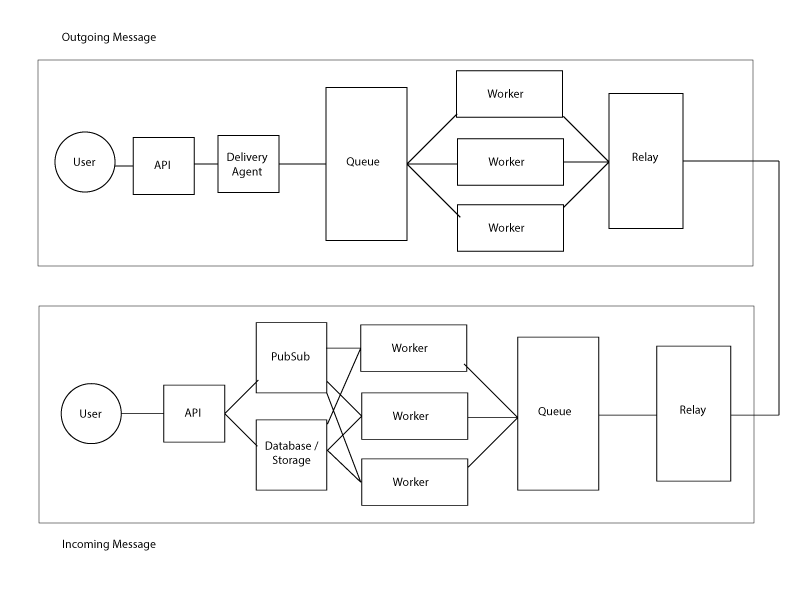 Outgoing Message
Worker
User
API
Delivery
Agent
Queue
Worker
Relay
Worker
PubSub
Worker
User
API
Worker
Queue
Relay
Database /
Storage
Worker
Incoming Message